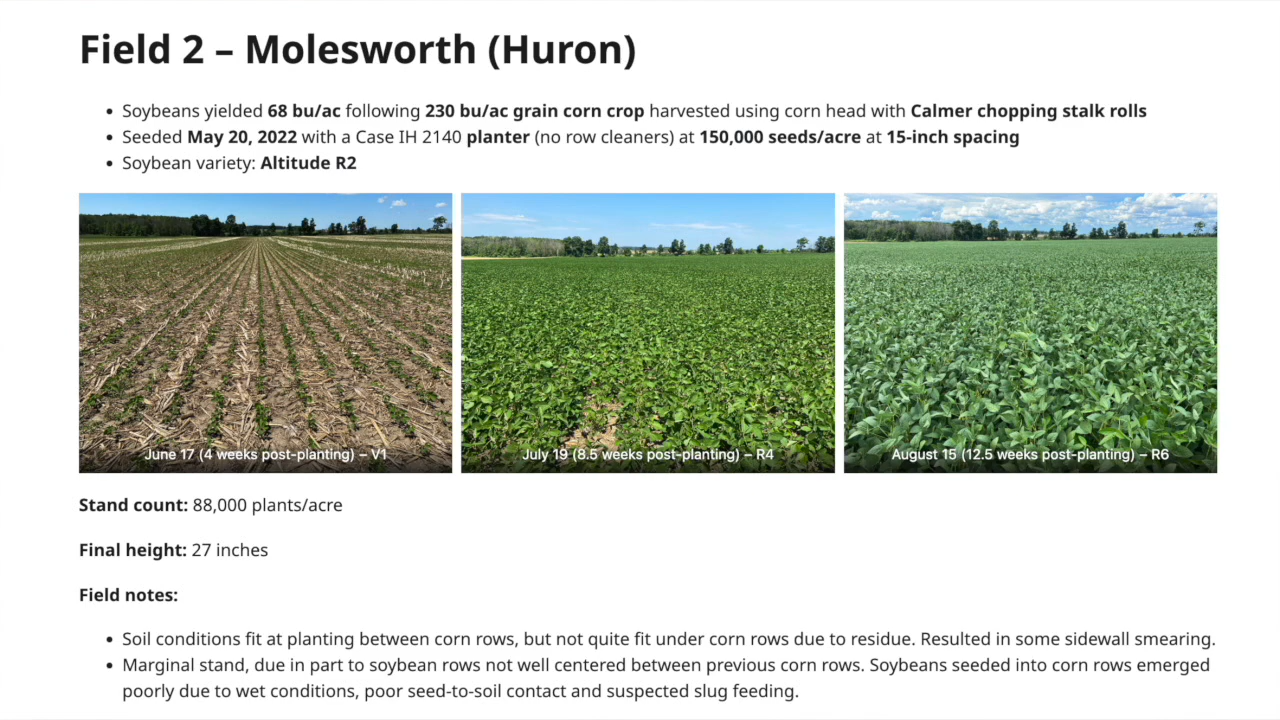 Field 2 – Molesworth (Huron)
Soybeans yielded 68 bu/ac following 230 bu/ac grain corn crop harvested using corn head with Calmer chopping stalk rolls
Seeded May 20, 2022 with a Case IH 2140 planter (no row cleaners) at 150,000 seeds/acre at 15-inch spacing
Soybean variety: Altitude R2
June 17 (4 weeks post-planting) – V1
July 19 (8.5 weeks post-planting) – R4
August 15 (12.5 weeks post-planting) – R6
Stand count: 88,000 plants/acre
Final height: 27 inches
Field notes:
Soil conditions fit at planting between corn rows, but not quite fit under corn rows due to residue. Resulted in some sidewall smearing.
Marginal stand, due in part to soybean rows not well centered between previous corn rows. Soybeans seeded into corn rows emerged
poorly due to wet conditions, poor seed-to-soil contact and suspected slug feeding.